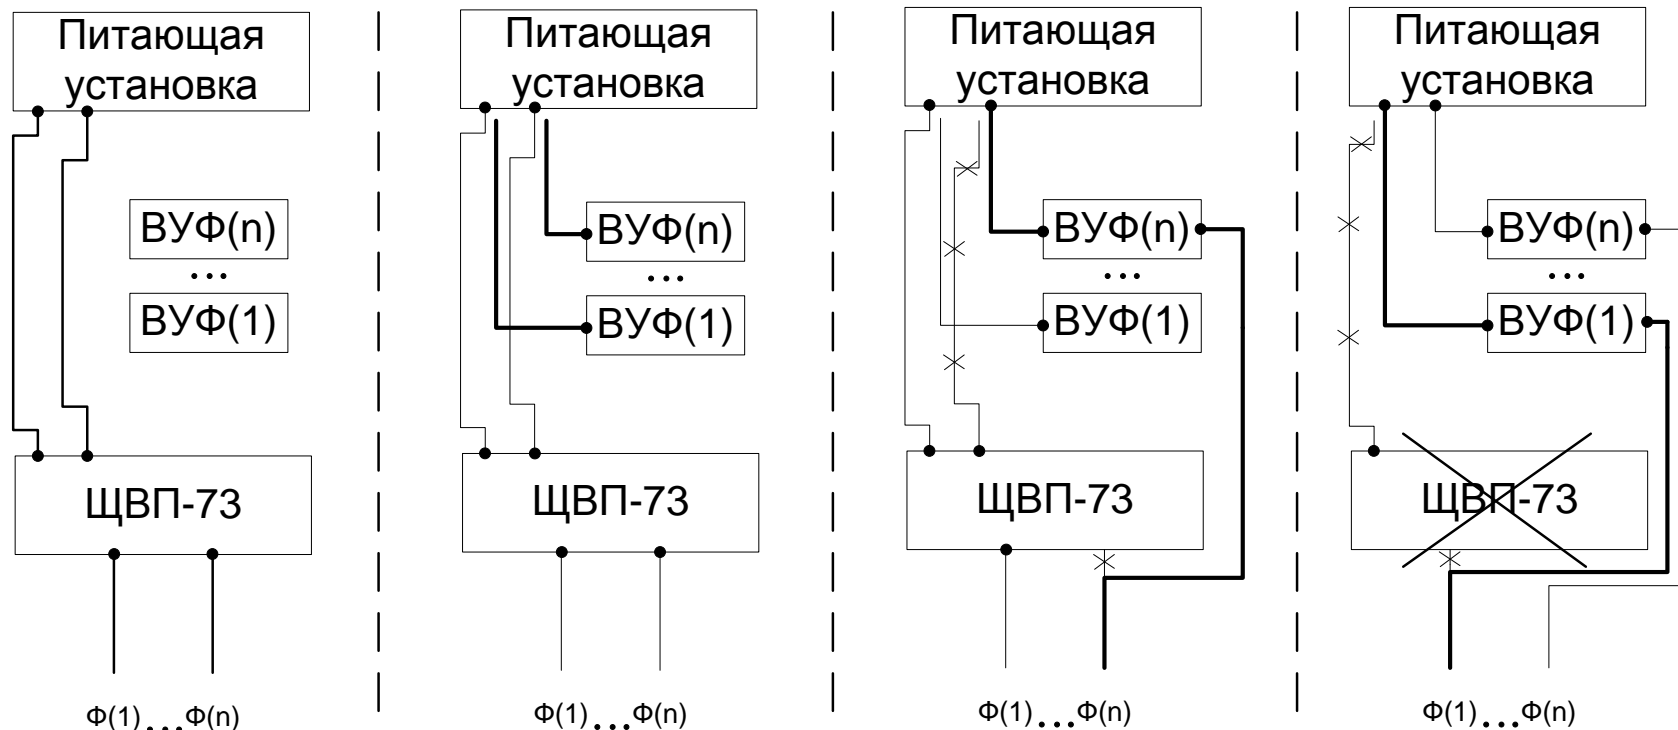 Питающая
установка
ВУФ(n)
...
ВУФ(1)
ЩВП-73
Ф(1)...Ф(n)
Питающая
установка
ВУФ(n)
...
ВУФ(1)
ЩВП-73
Ф(1)...Ф(n)
Питающая
установка
ВУФ(n)
...
ВУФ(1)
ЩВП-73
Ф(1)...Ф(n)
Питающая
установка
ВУФ(n)
...
ВУФ(1)
ЩВП-73
Ф(1)...Ф(n)